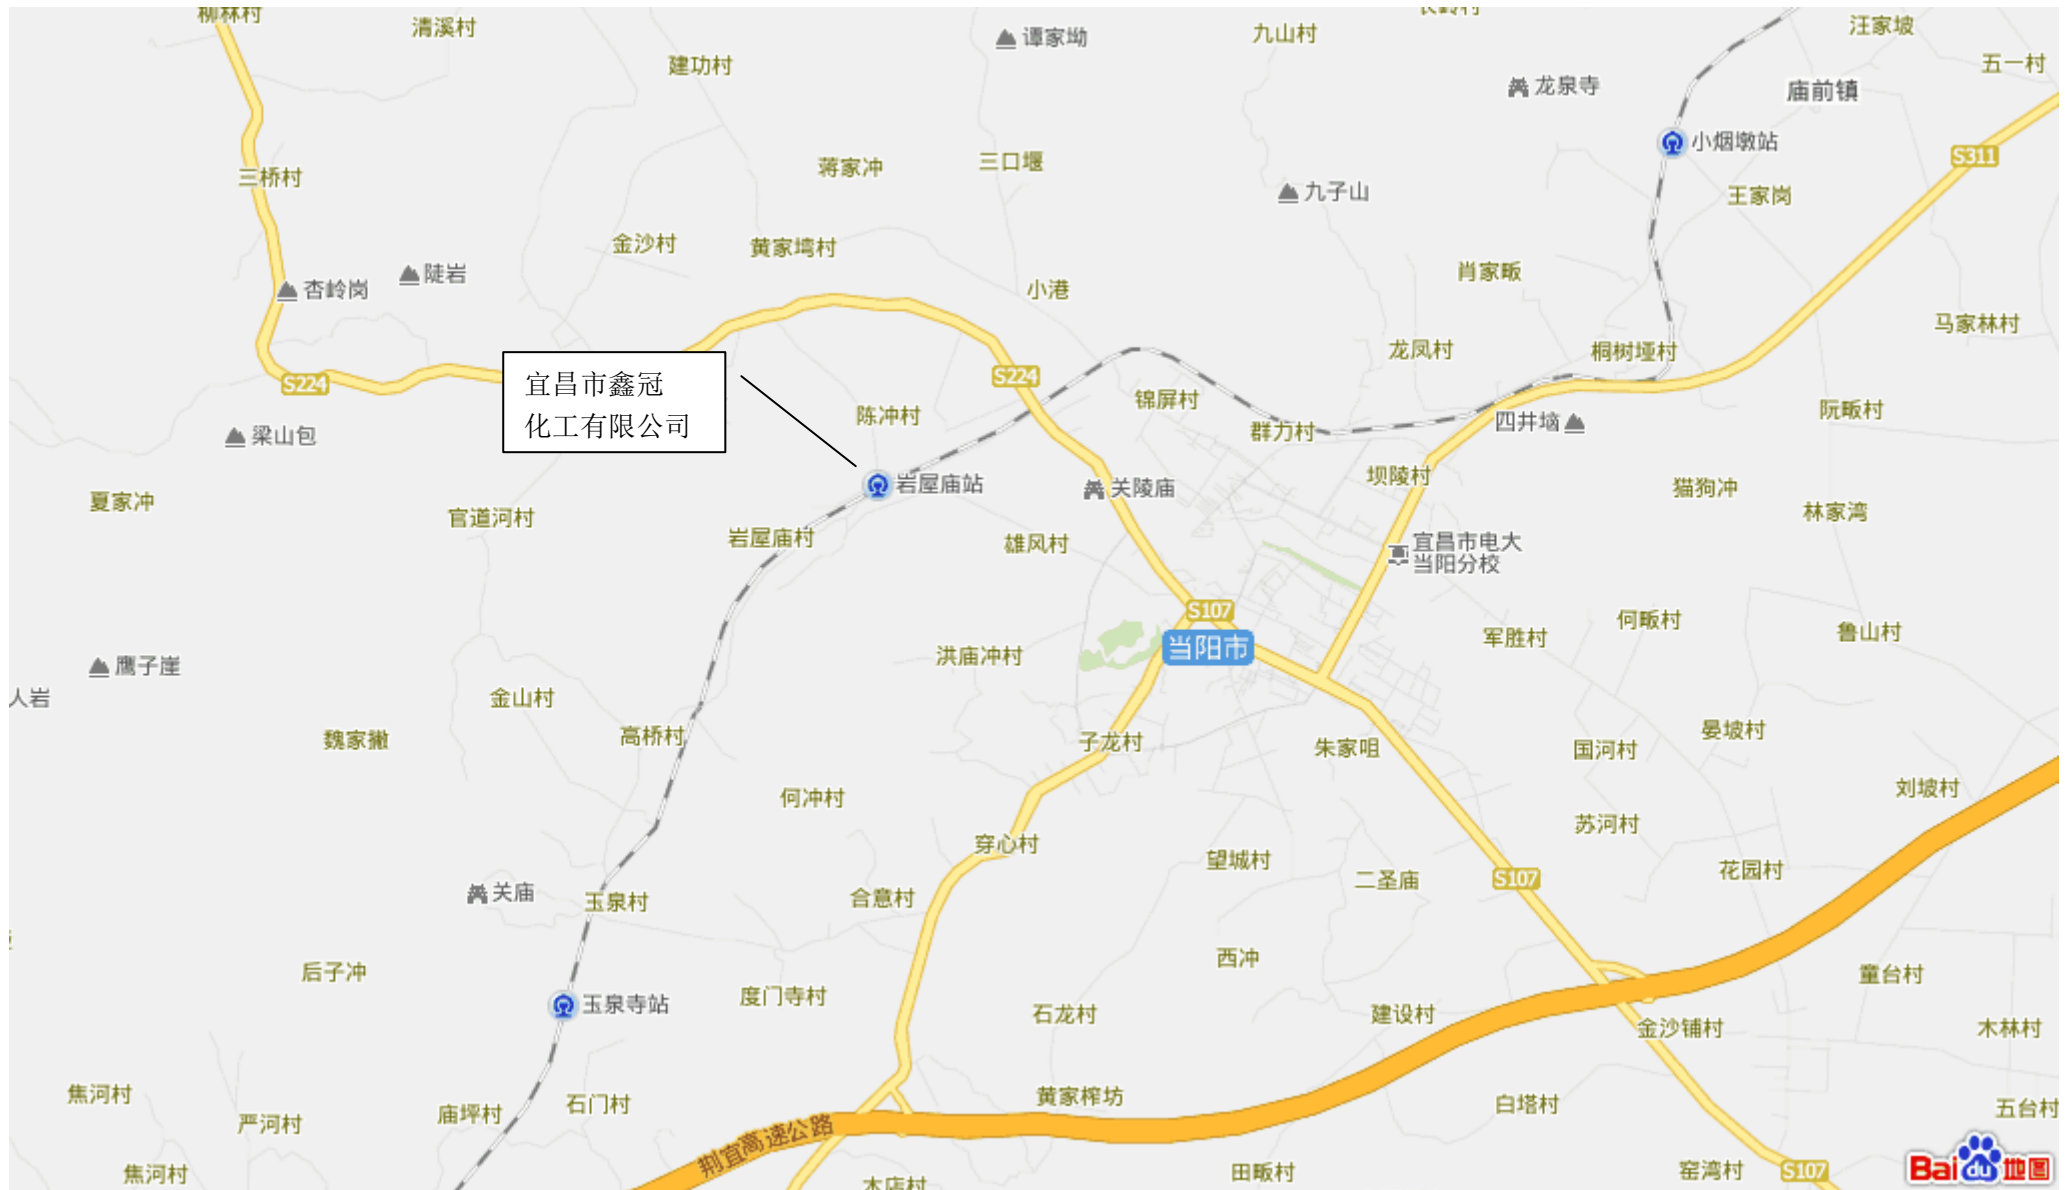 柳林村
清溪村
谭家坳
九山村
汪家坡
建功村
五一村
龙泉寺
庙前镇
小烟墩站
S311
三桥村
蒋家冲
三口堰
九子山
王家岗
金沙村
黄家塆村
肖家畈
陡岩
杏岭岗
小港
马家林村
龙凤村
桐树垭村
S224
S224
宜昌市鑫冠
化工有限公司
锦屏村
阮畈村
陈冲村
四井堖
群力村
梁山包
坝陵村
岩屋庙站
关陵庙
猫狗冲
夏家冲
官道河村
林家湾
岩屋庙村
雄风村
宜昌市电大
当阳分校
S107
何畈村
当阳市
军胜村
鲁山村
洪庙冲村
鹰子崖
人岩
金山村
魏家𢷬
高桥村
子龙村
朱家咀
国河村
晏坡村
刘坡村
何冲村
苏河村
穿心村
望城村
二圣庙
S107
花园村
关庙
玉泉村
合意村
西冲
后子冲
童台村
度门寺村
玉泉寺站
石龙村
建设村
金沙铺村
木林村
焦河村
黄家榨坊
石门村
庙坪村
白塔村
五台村
严河村
荆宜高速公路
焦河村
田畈村
窑湾村
S107
木店村
Bai du 地图